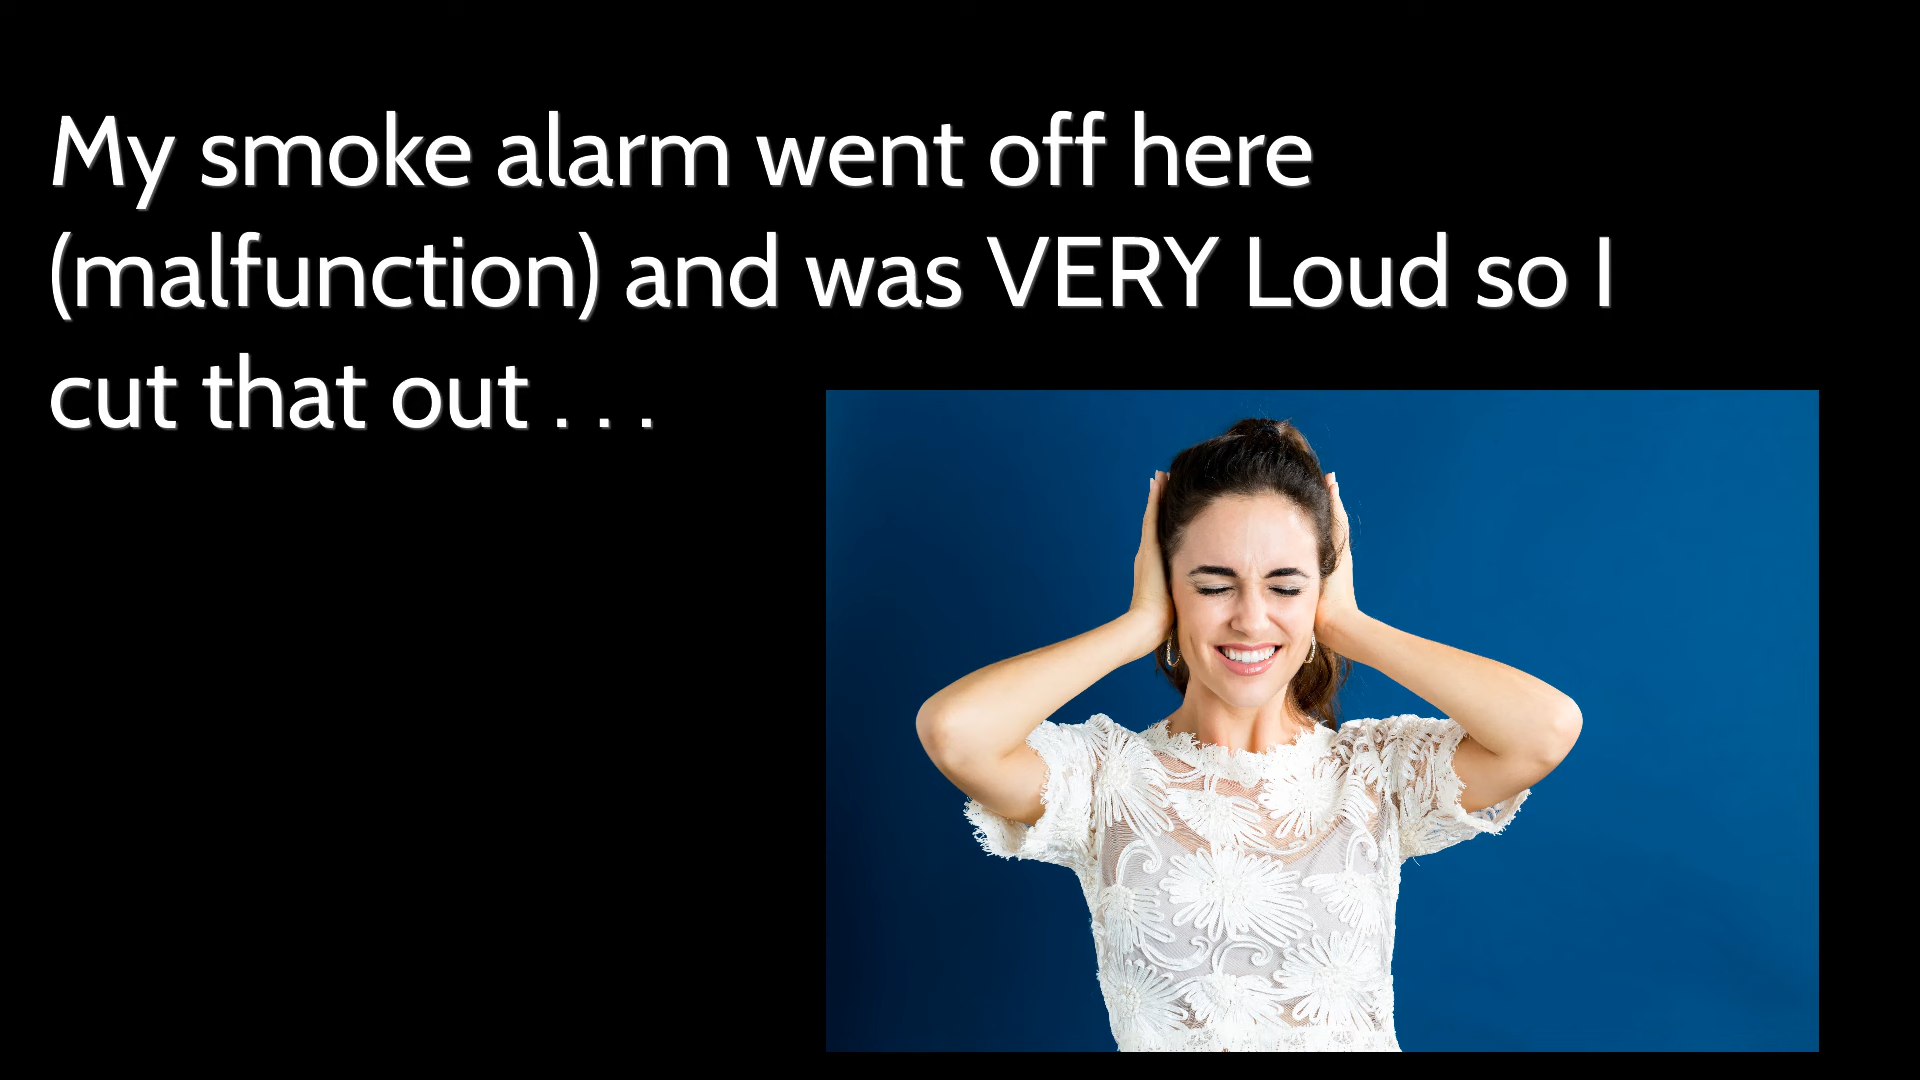 My smoke alarm went off here
(malfunction) and was VERY Loud so I
cut that out . . .